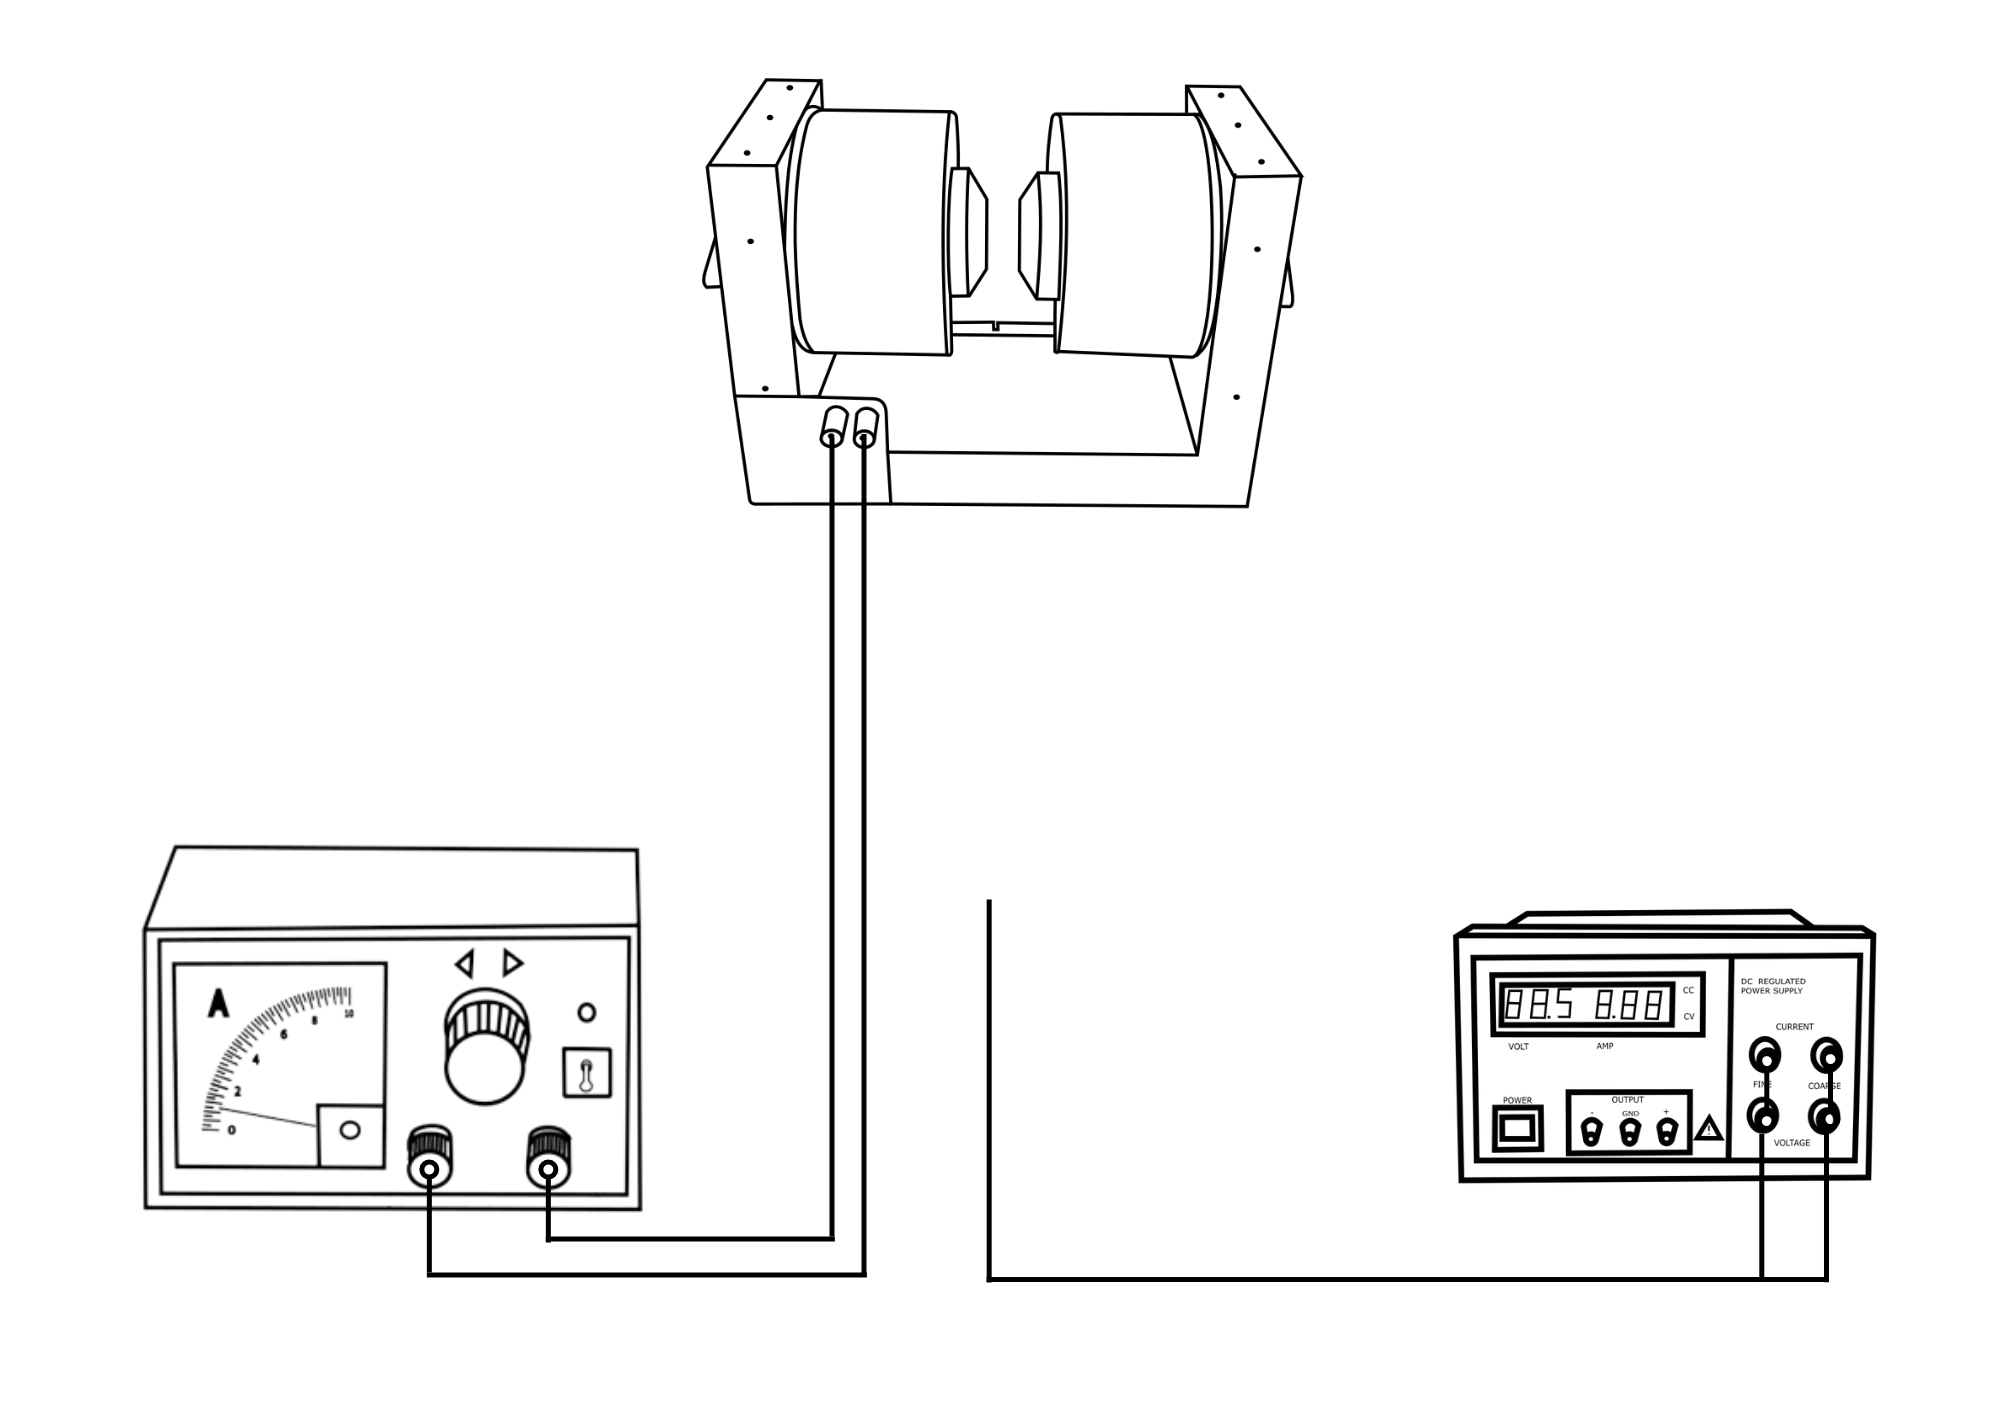 A
10
8
6
4
2
0
DC REGULATED
POWER SUPPLY
88.5 8.88
CC
CV
VOLT AMP
CURRENT
FINE COARSE
POWER
OUTPUT
- GND +
!
VOLTAGE